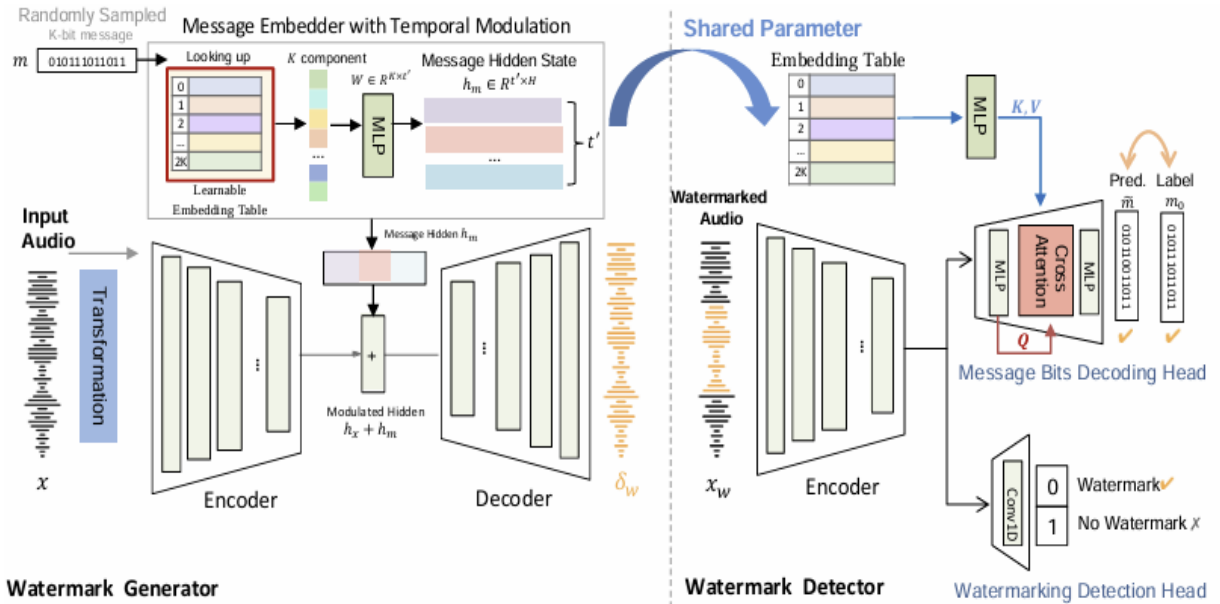 Randomly Sampled
K-bit message
m 010111011011
Message Embedder with Temporal Modulation
Looking up
0
1
2
...
2K
Learnable
Embedding Table
K component
...
W ∈ R^{K×t'}
MLP
Message Hidden State
h_m ∈ R^{t'×H}
...
t'
Input
Audio
Transformation
x
...
Encoder
Message Hidden h_m
+
Modulated Hidden
h_x + h_m
...
Decoder
δ_w
Watermark Generator
Shared Parameter
Embedding Table
0
1
2
...
2K
MLP
K, V
Watermarked
Audio
x_w
...
Encoder
MLP
Cross
Attention
MLP
Q
Pred.
m̃
010110011011
✓
Label
m_0
010111011011
✓
Message Bits Decoding Head
Conv1D
0 Watermark✓
1 No Watermark ✗
Watermark Detector
Watermarking Detection Head